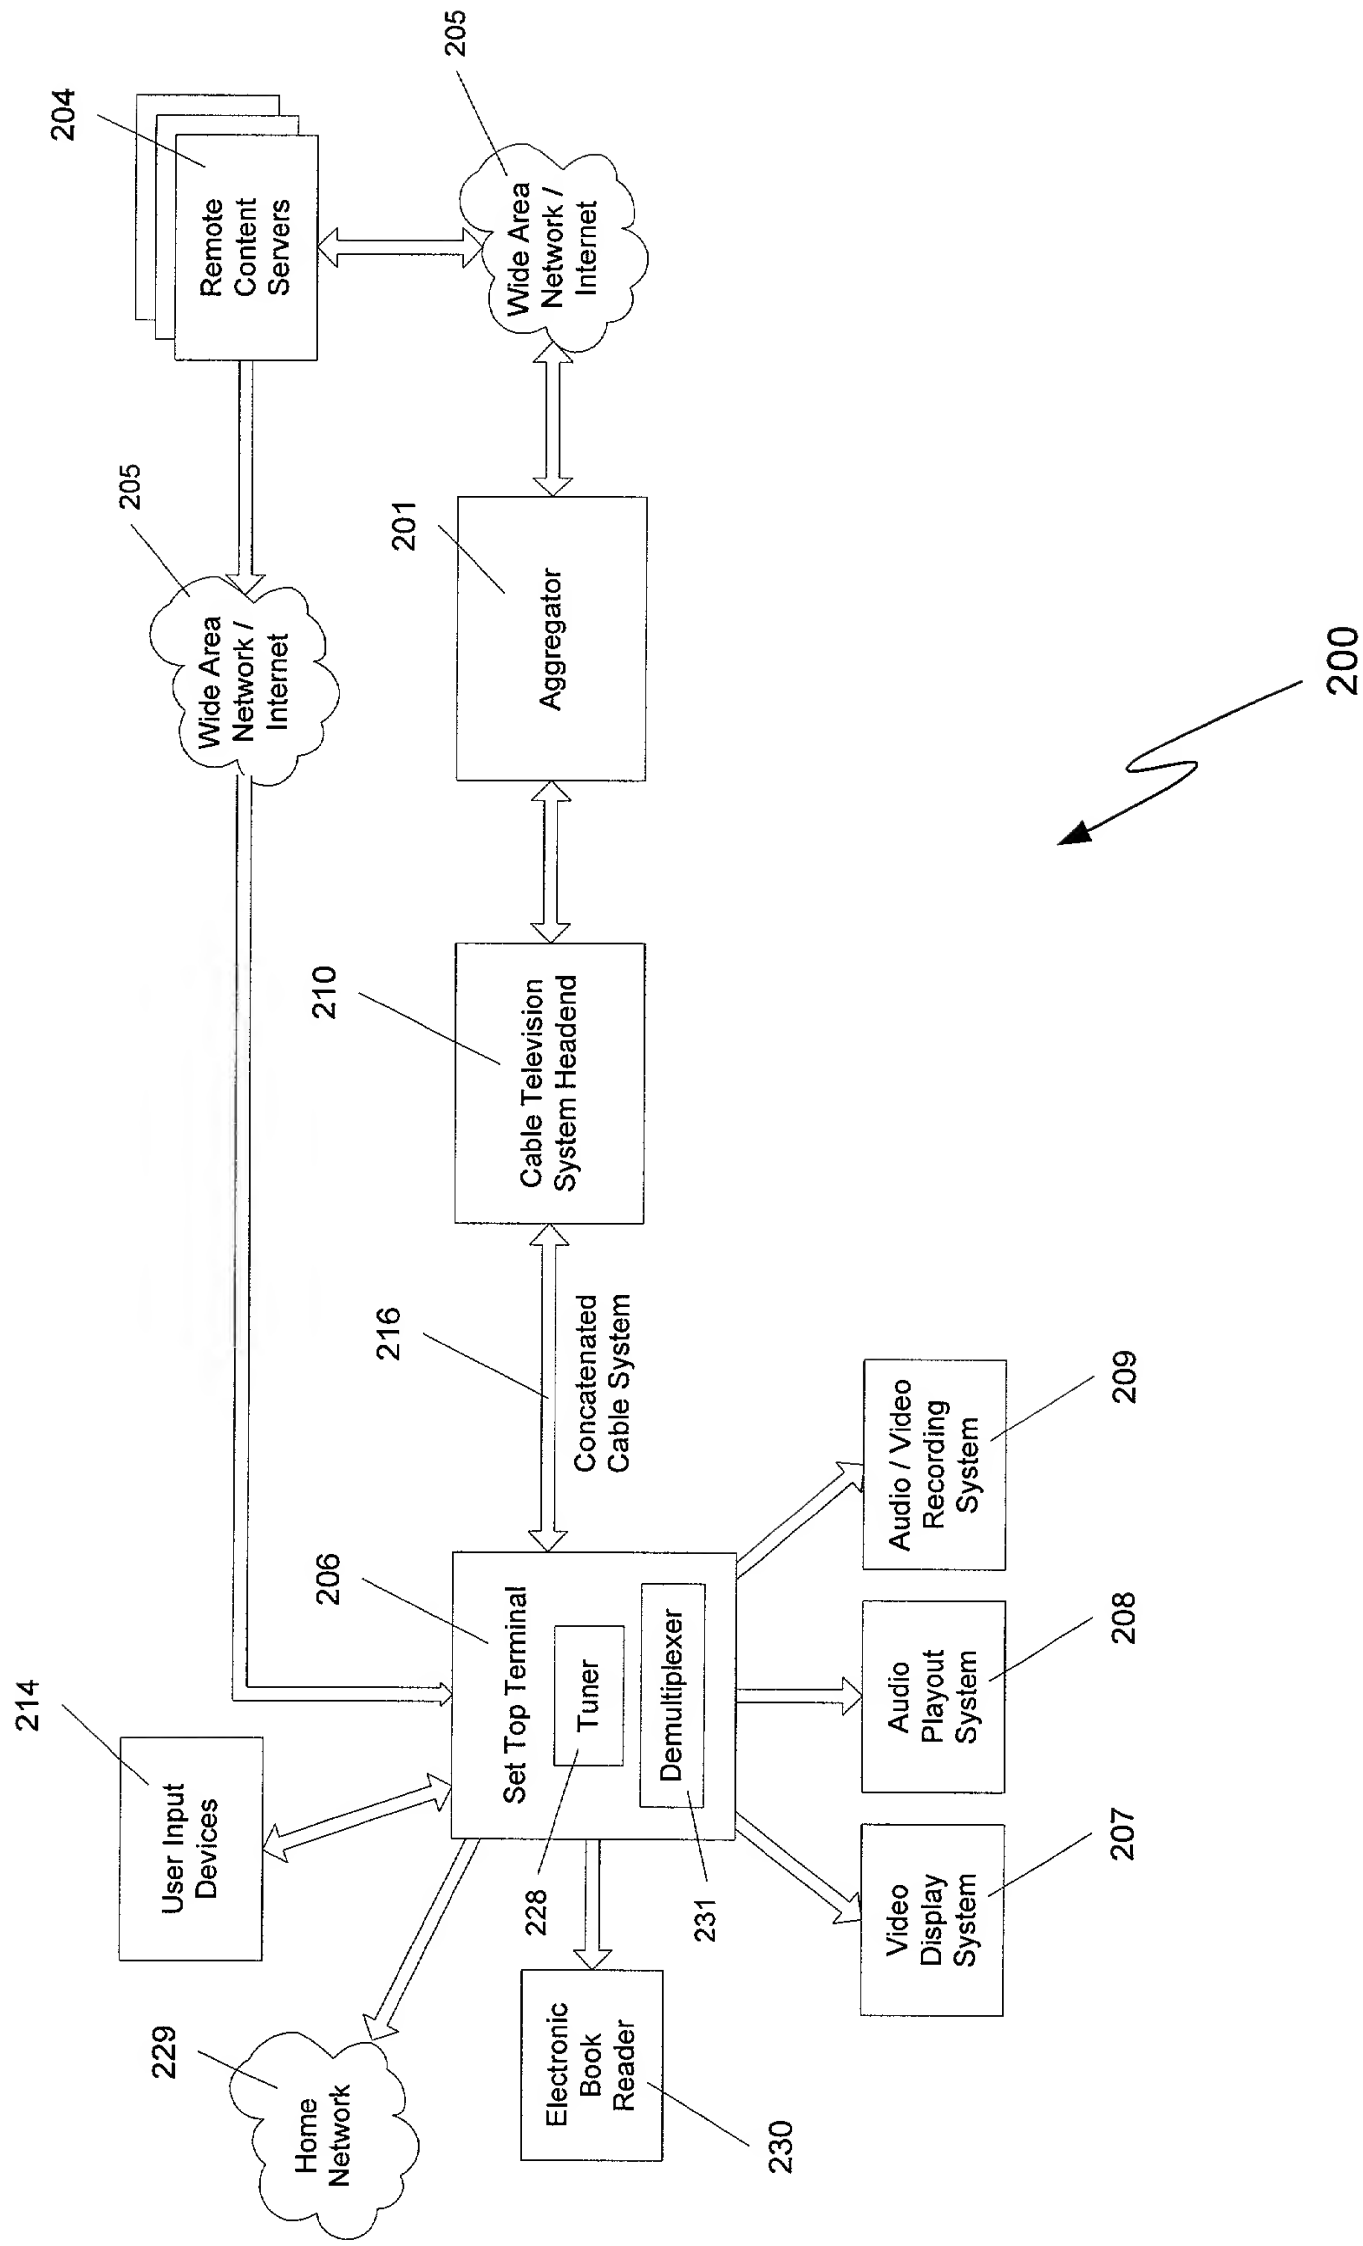 214
User Input
Devices
229
Home
Network
206
Set Top Terminal
Tuner
Demultiplexer
228
231
Electronic
Book
Reader
230
Video
Display
System
207
Audio
Playout
System
208
Audio / Video
Recording
System
209
216
Concatenated
Cable System
210
Cable Television
System Headend
205
Wide Area
Network /
Internet
201
Aggregator
204
Remote
Content
Servers
205
Wide Area
Network /
Internet
200